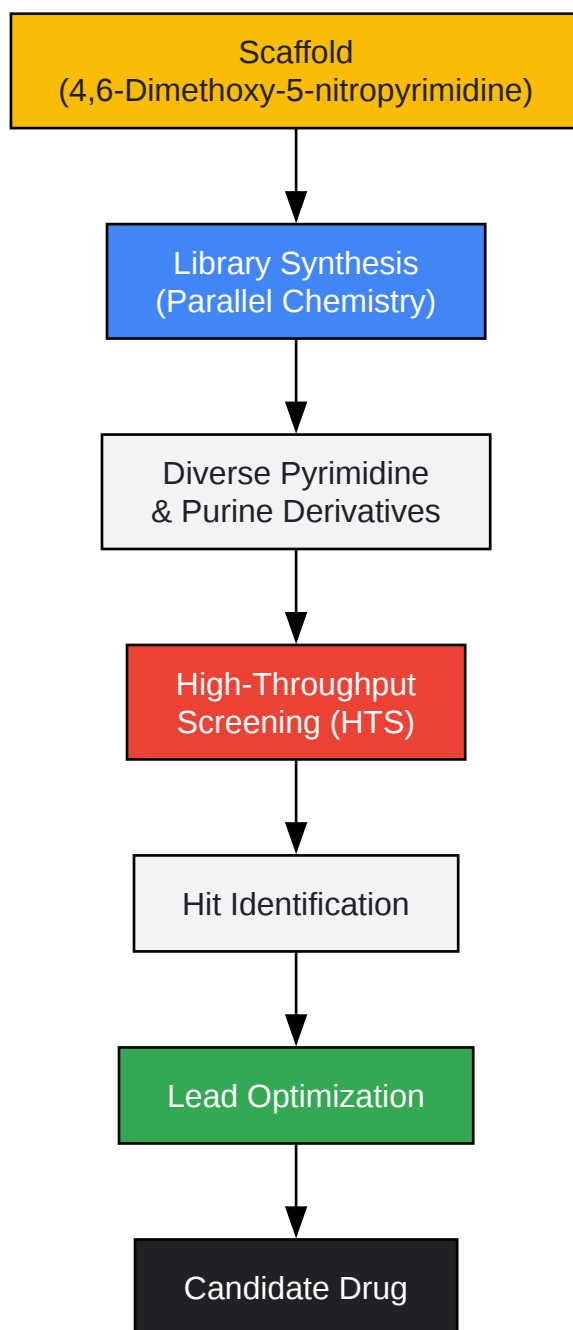 Scaffold
(4,6-Dimethoxy-5-nitropyrimidine)
Library Synthesis
(Parallel Chemistry)
Diverse Pyrimidine
& Purine Derivatives
High-Throughput
Screening (HTS)
Hit Identification
Lead Optimization
Candidate Drug